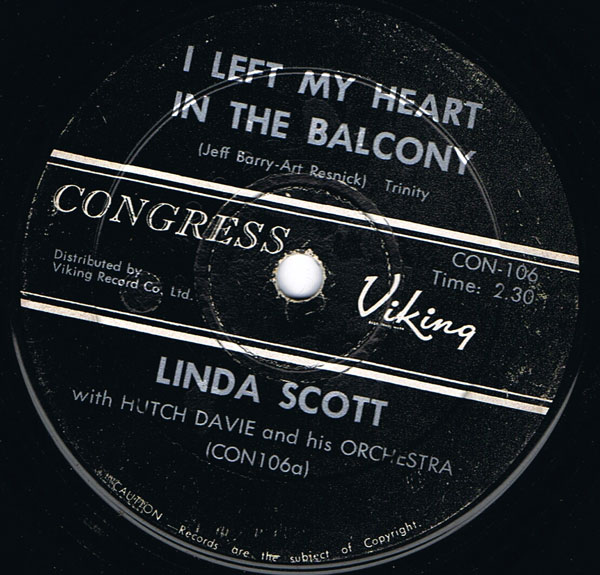 I LEFT MY HEART
IN THE BALCONY
(Jeff Barry-Art Resnick) Trinity
CONGRESS
CON-106
Time: 2.30
Distributed by
Viking Record Co. Ltd.
Viking
LINDA SCOTT
with HUTCH DAVIE and his ORCHESTRA
(CON106a)
INCAUTION —Records are the subject of Copyright.